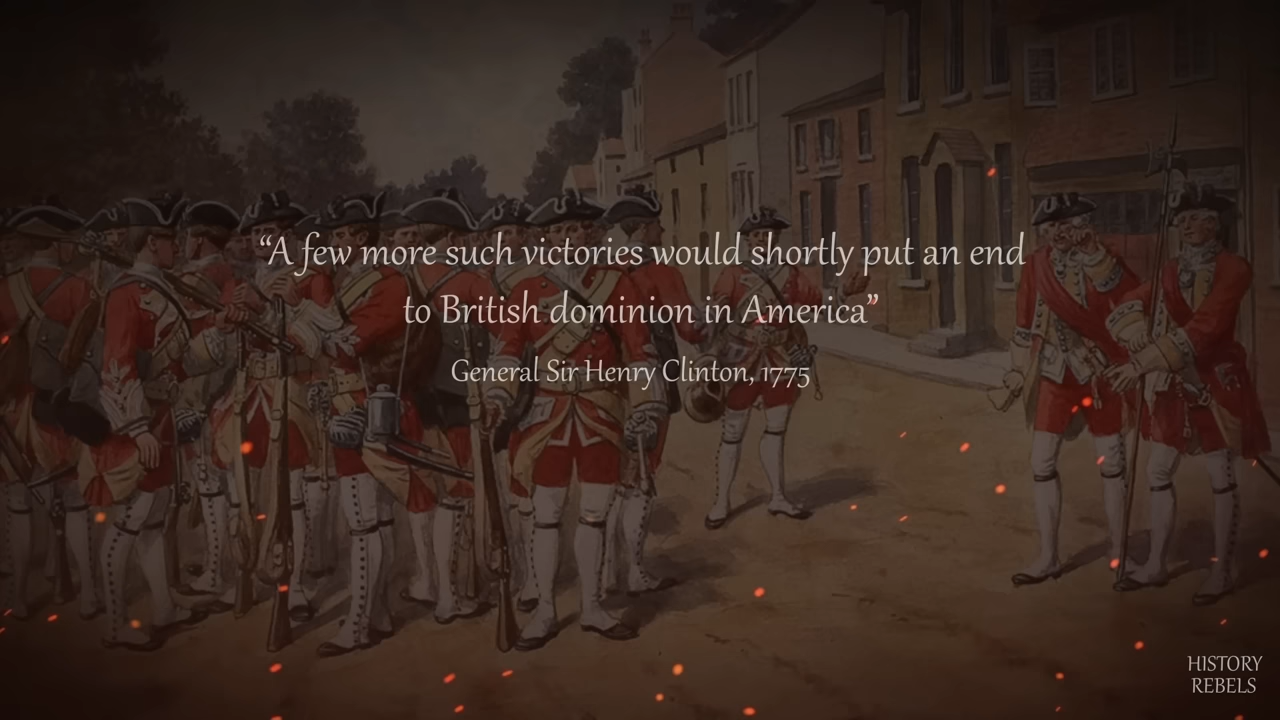 “A few more such victories would shortly put an end
to British dominion in America”
General Sir Henry Clinton, 1775
HISTORY
REBELS